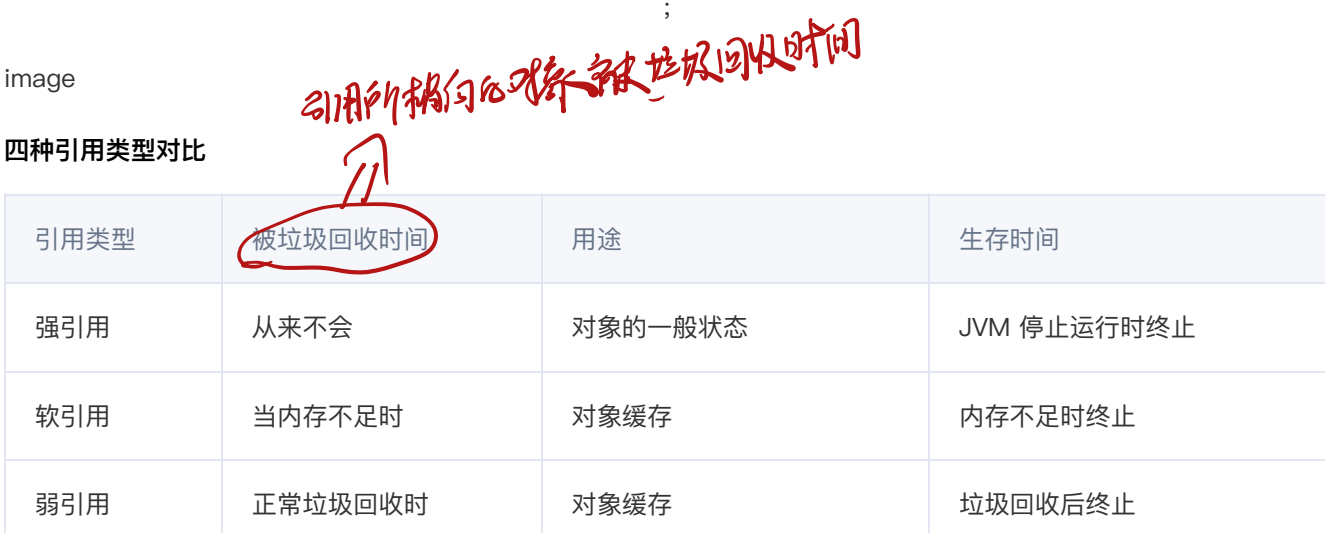 ;
image
引用所指向的对象被垃圾回收时间
四种引用类型对比
引用类型 被垃圾回收时间 用途 生存时间
强引用 从来不会 对象的一般状态 JVM 停止运行时终止
软引用 当内存不足时 对象缓存 内存不足时终止
弱引用 正常垃圾回收时 对象缓存 垃圾回收后终止